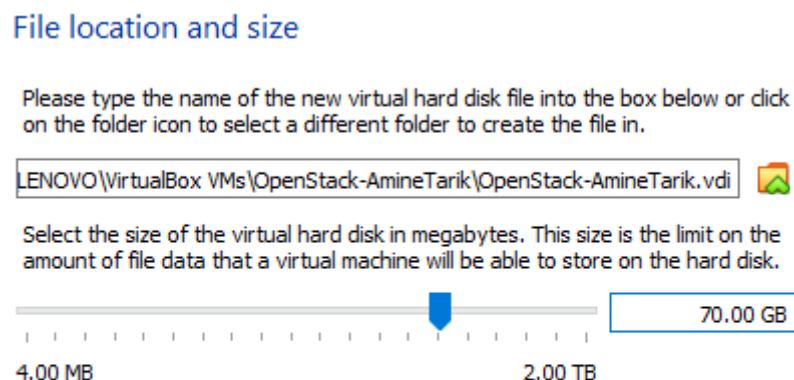 File location and size
Please type the name of the new virtual hard disk file into the box below or click
on the folder icon to select a different folder to create the file in.
LENOVO\VirtualBox VMs\OpenStack-AmineTarik\OpenStack-AmineTarik.vdi
Select the size of the virtual hard disk in megabytes. This size is the limit on the
amount of file data that a virtual machine will be able to store on the hard disk.
70.00 GB
4.00 MB 2.00 TB